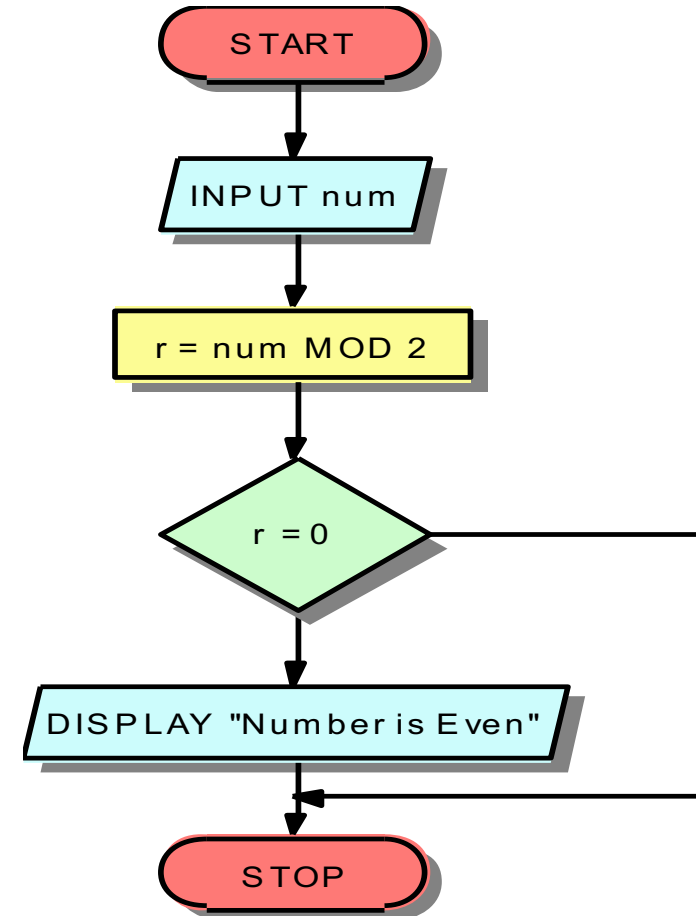 START
INPUT num
r = num MOD 2
r = 0
DISPLAY "Number is Even"
STOP